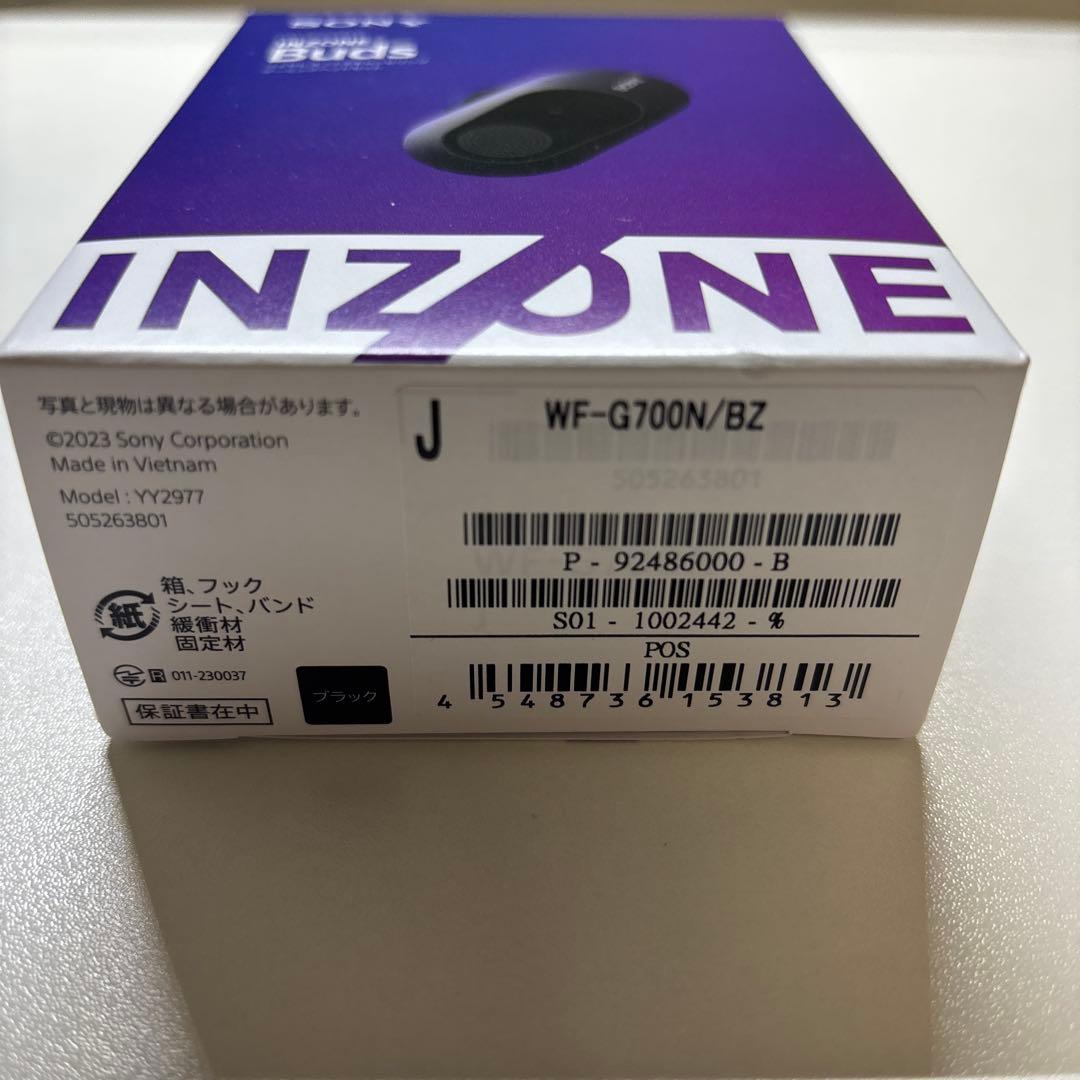 SONY
INZONE
Buds
SONY
INZONE
写真と現物は異なる場合があります。
©2023 Sony Corporation
Made in Vietnam
Model : YY2977
505263801
紙
箱、フック
シート、バンド
緩衝材
固定材
R 011-230037
保証書在中
ブラック
J WF-G700N/BZ
505263801
P - 92486000 - B
S01 - 1002442 - %
POS
4 548736 153813